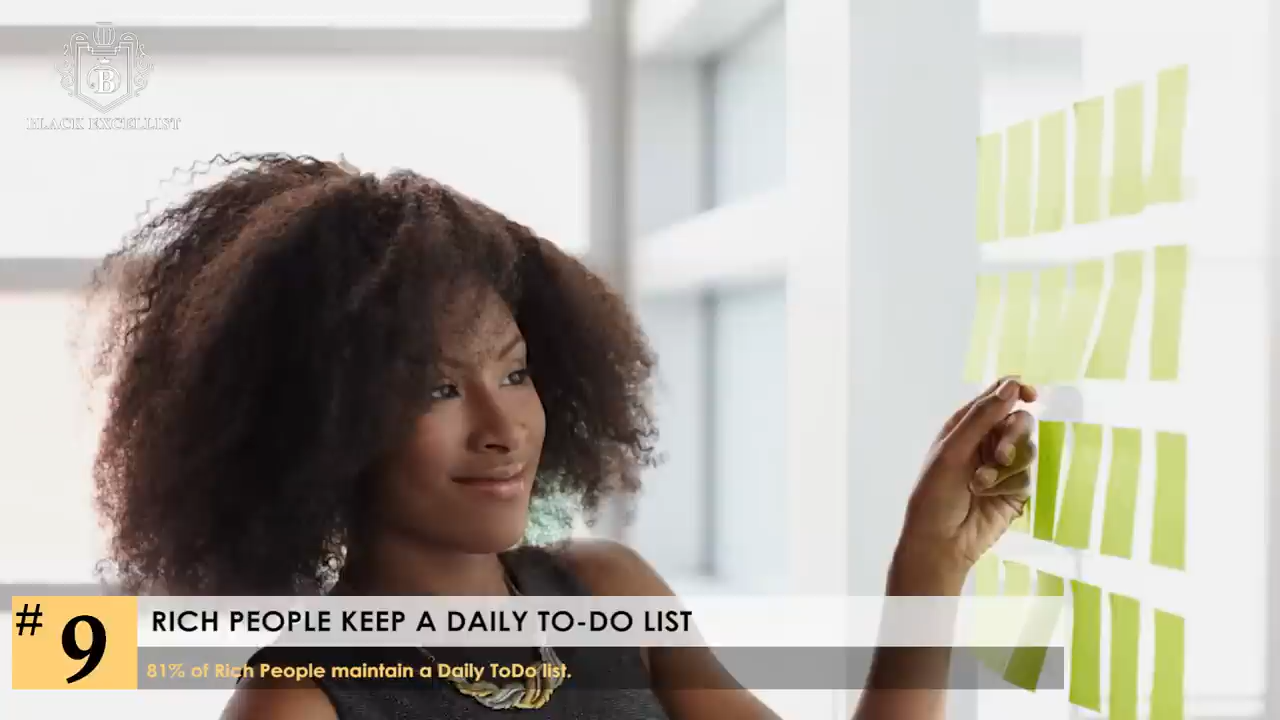 B
BLACK EXCELLIST
# 9
RICH PEOPLE KEEP A DAILY TO-DO LIST
81% of Rich People maintain a Daily ToDo list.